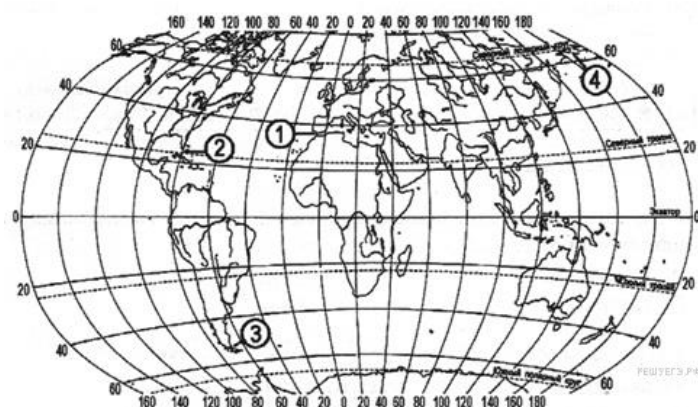 160 140 120 100 80 60 40 20 0 20 40 60 80 100 120 140 160 180
Северный полярный круг
60 60
4
40 40
1
2
Северный тропик
20 20
0 Экватор 0
20 Южный тропик 20
3
40 40
РЕШУЕГЭ.РФ
Южный полярный круг
60 60
160 140 120 100 80 60 40 20 0 20 40 60 80 100 120 140 160 180